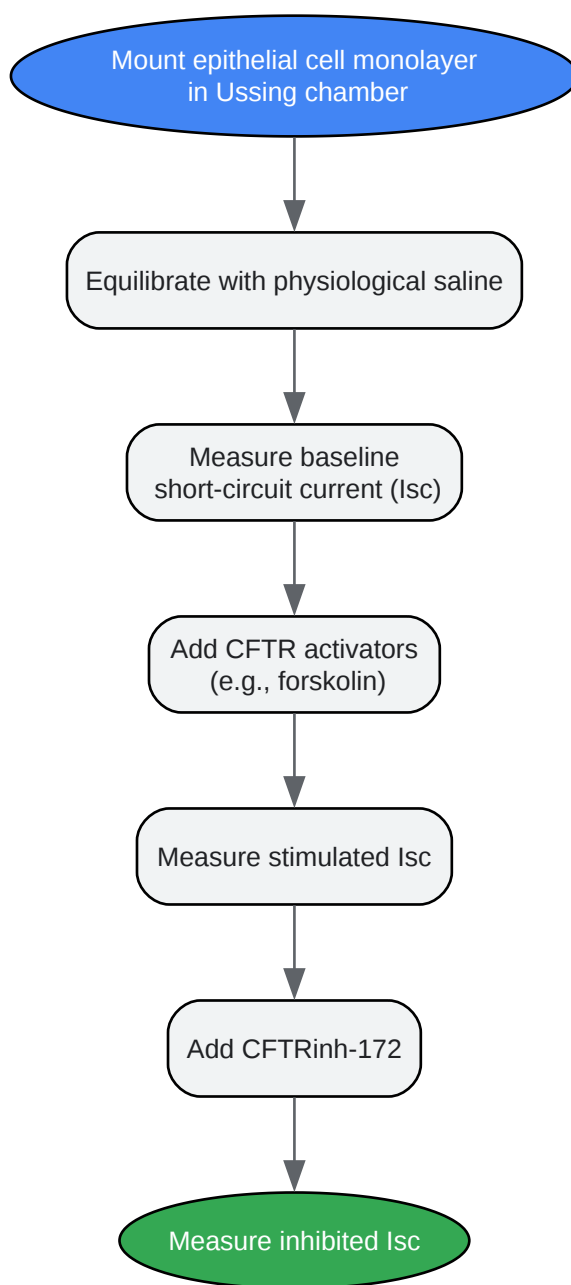 Mount epithelial cell monolayer
in Ussing chamber
Equilibrate with physiological saline
Measure baseline
short-circuit current (Isc)
Add CFTR activators
(e.g., forskolin)
Measure stimulated Isc
Add CFTRinh-172
Measure inhibited Isc